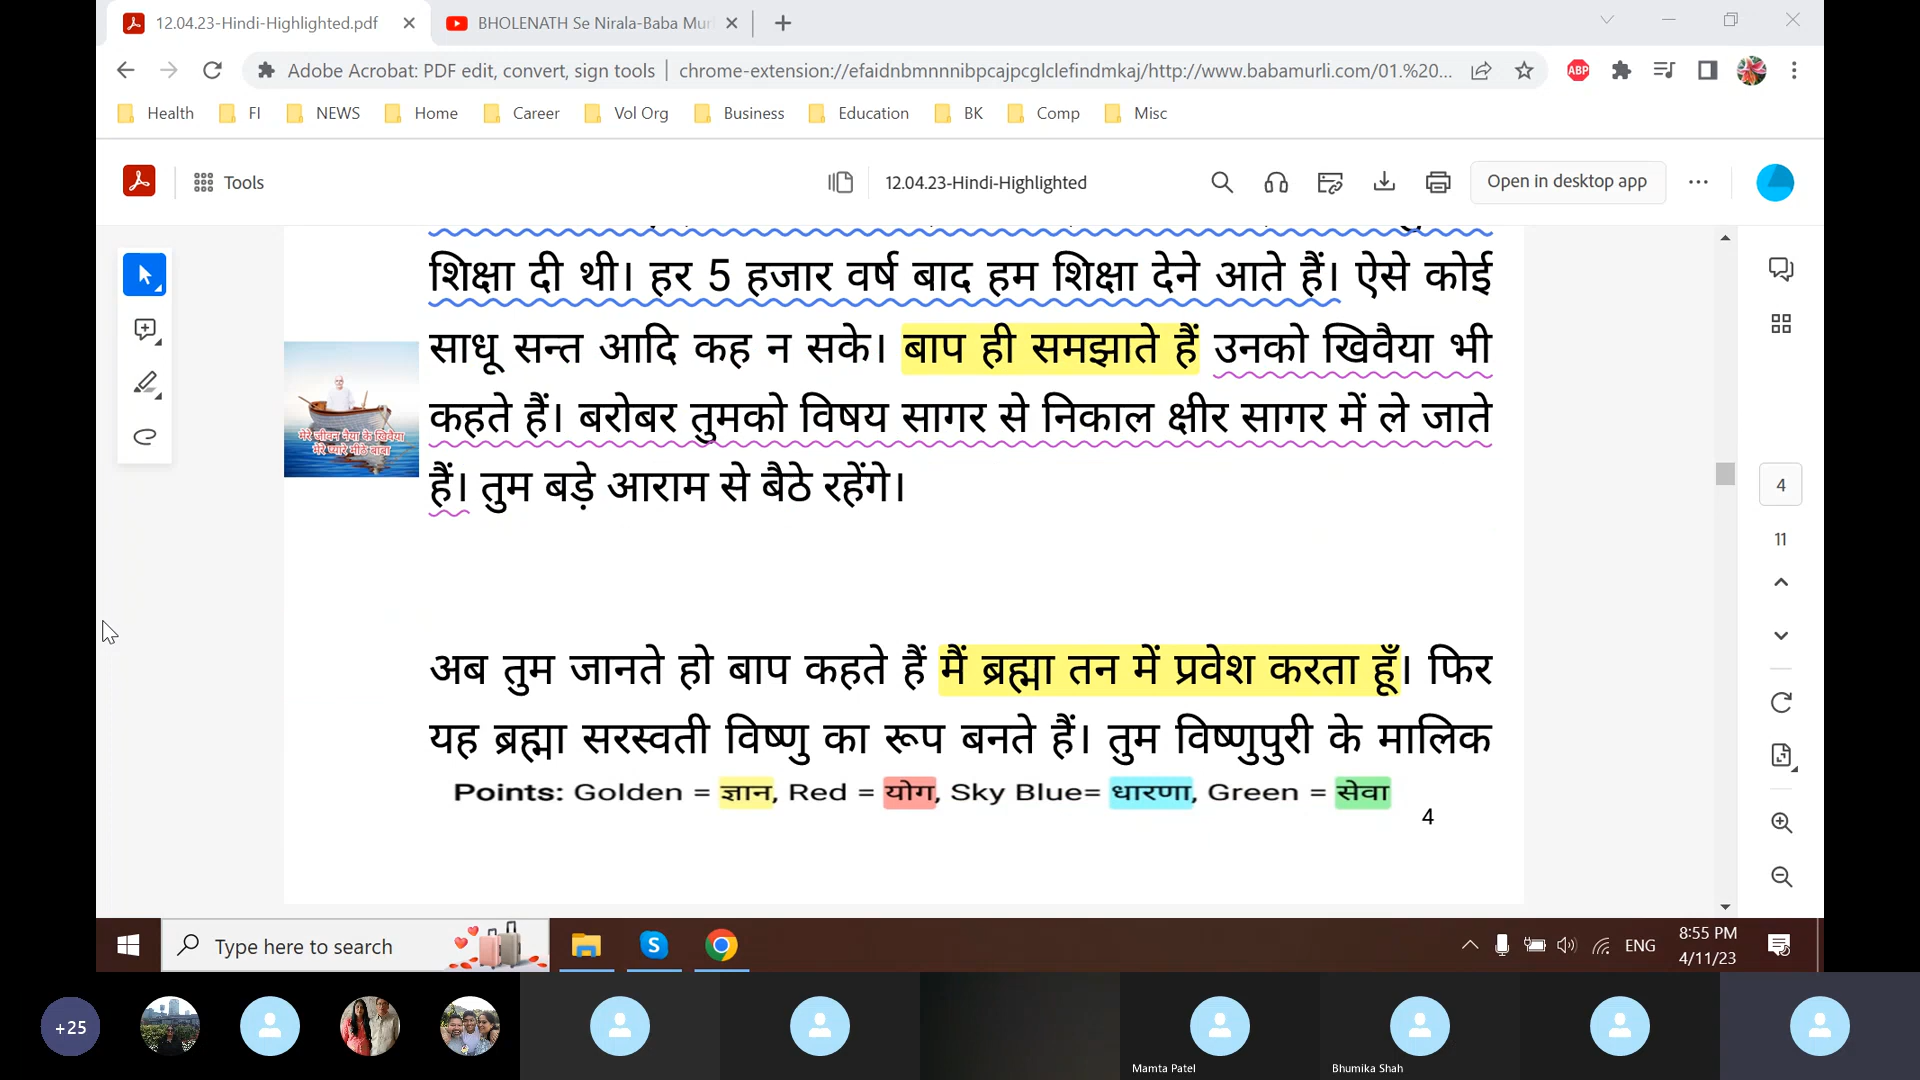 12.04.23-Hindi-Highlighted.pdf
BHOLENATH Se Nirala-Baba Mur
Adobe Acrobat: PDF edit, convert, sign tools
chrome-extension://efaidnbmnnnibpcajpcglclefindmkaj/http://www.babamurli.com/01.%20...
ABP
Health
FI
NEWS
Home
Career
Vol Org
Business
Education
BK
Comp
Misc
Tools
12.04.23-Hindi-Highlighted
Open in desktop app
शिक्षा दी थी। हर 5 हजार वर्ष बाद हम शिक्षा देने आते हैं। ऐसे कोई
साधू सन्त आदि कह न सके। बाप ही समझाते हैं उनको खिवैया भी
कहते हैं। बरोबर तुमको विषय सागर से निकाल क्षीर सागर में ले जाते
हैं। तुम बड़े आराम से बैठे रहेंगे।
मेरे जीवन नैया के खिवैया
मेरे प्यारे मीठे बाबा
अब तुम जानते हो बाप कहते हैं मैं ब्रह्मा तन में प्रवेश करता हूँ। फिर
यह ब्रह्मा सरस्वती विष्णु का रूप बनते हैं। तुम विष्णुपुरी के मालिक
Points: Golden = ज्ञान, Red = योग, Sky Blue= धारणा, Green = सेवा
4
4
11
Type here to search
ENG
8:55 PM
4/11/23
+25
Mamta Patel
Bhumika Shah